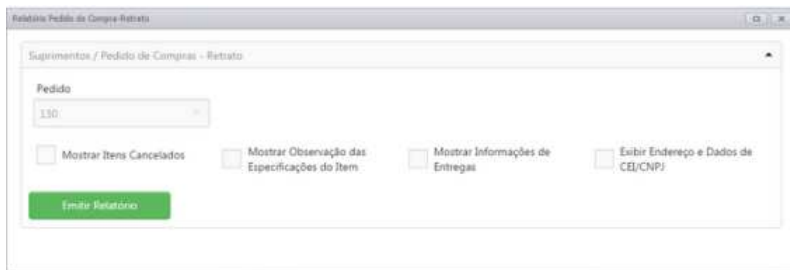 Relatório Pedido de Compra-Retrato
Suprimentos / Pedido de Compras - Retrato
Pedido
130
Mostrar Itens Cancelados
Mostrar Observação das
Especificações do Item
Mostrar Informações de
Entregas
Exibir Endereço e Dados de
CEI/CNPJ
Emitir Relatório